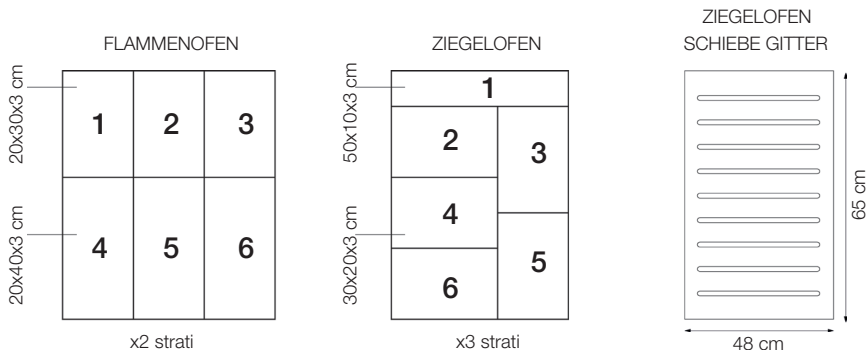 FLAMMENOFEN
20x30x3 cm
20x40x3 cm
1 2 3
4 5 6
x2 strati
ZIEGELOFEN
50x10x3 cm
30x20x3 cm
1
2
3
4
5
6
x3 strati
ZIEGELOFEN
SCHIEBE GITTER
65 cm
48 cm